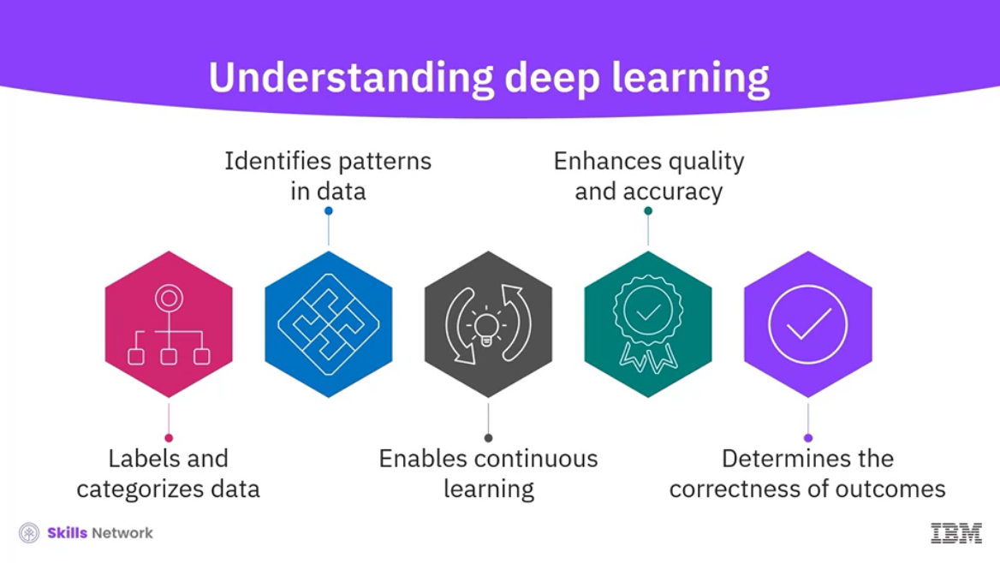 Understanding deep learning
Identifies patterns
in data
Enhances quality
and accuracy
Labels and
categorizes data
Enables continuous
learning
Determines the
correctness of outcomes
Skills Network
IBM